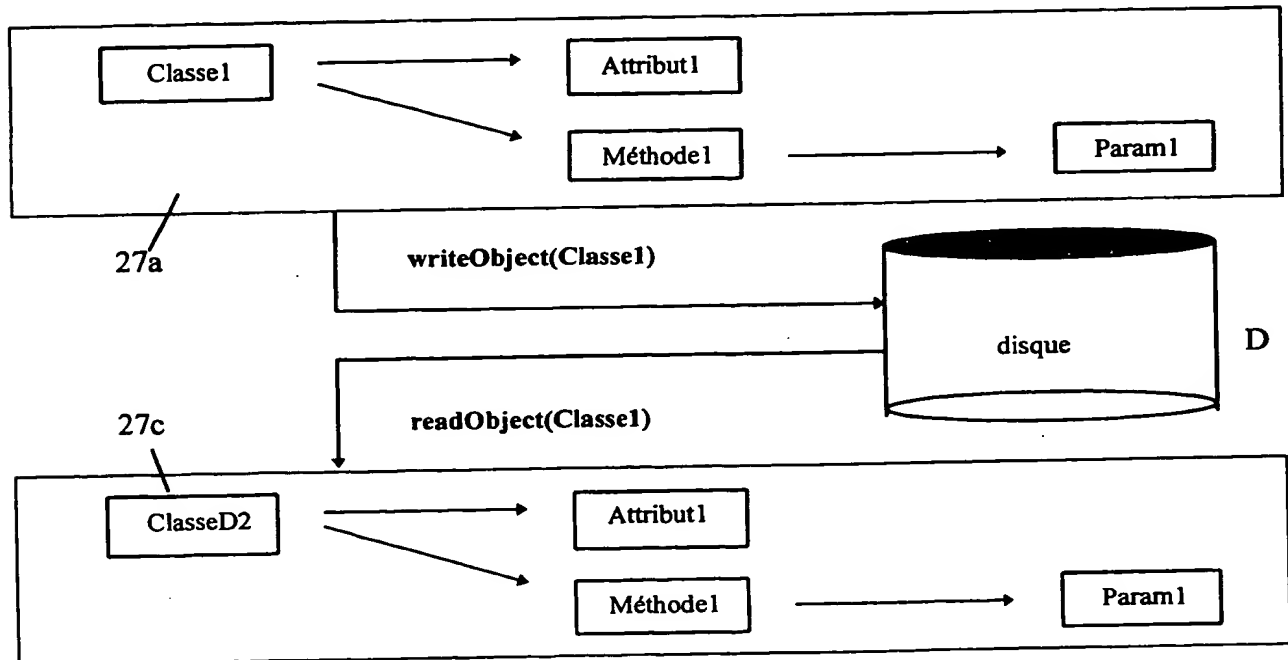 Classe1
Attribut1
Méthode1
Param1
27a
writeObject(Classe1)
disque
D
readObject(Classe1)
27c
ClasseD2
Attribut1
Méthode1
Param1